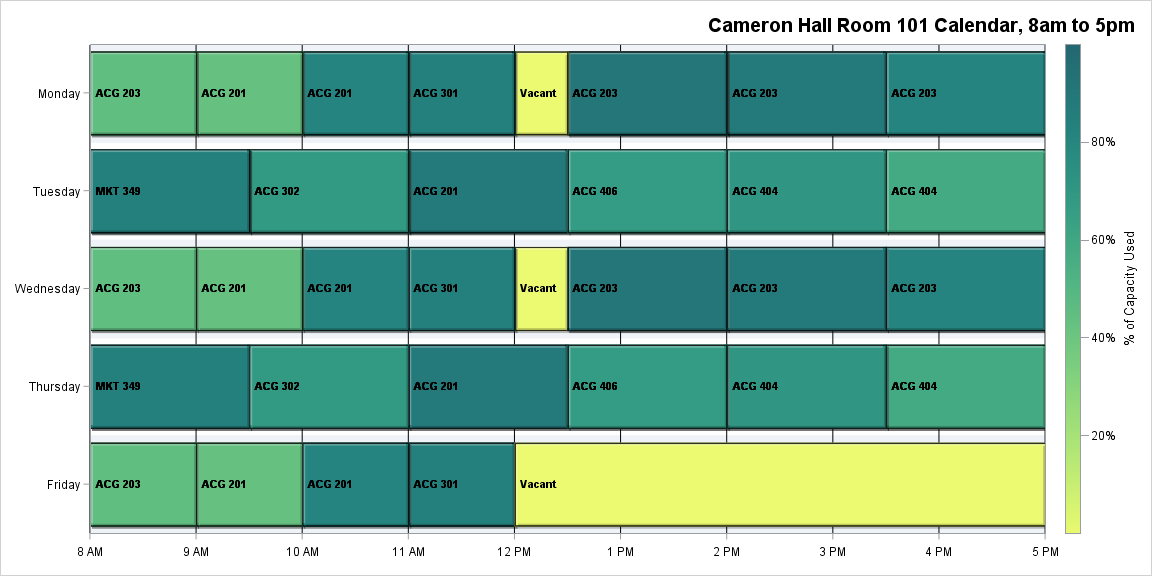 Cameron Hall Room 101 Calendar, 8am to 5pm
Monday
ACG 203
ACG 201
ACG 201
ACG 301
Vacant
ACG 203
ACG 203
ACG 203
Tuesday
MKT 349
ACG 302
ACG 201
ACG 406
ACG 404
ACG 404
Wednesday
ACG 203
ACG 201
ACG 201
ACG 301
Vacant
ACG 203
ACG 203
ACG 203
Thursday
MKT 349
ACG 302
ACG 201
ACG 406
ACG 404
ACG 404
Friday
ACG 203
ACG 201
ACG 201
ACG 301
Vacant
8 AM
9 AM
10 AM
11 AM
12 PM
1 PM
2 PM
3 PM
4 PM
5 PM
80%
60%
40%
20%
% of Capacity Used